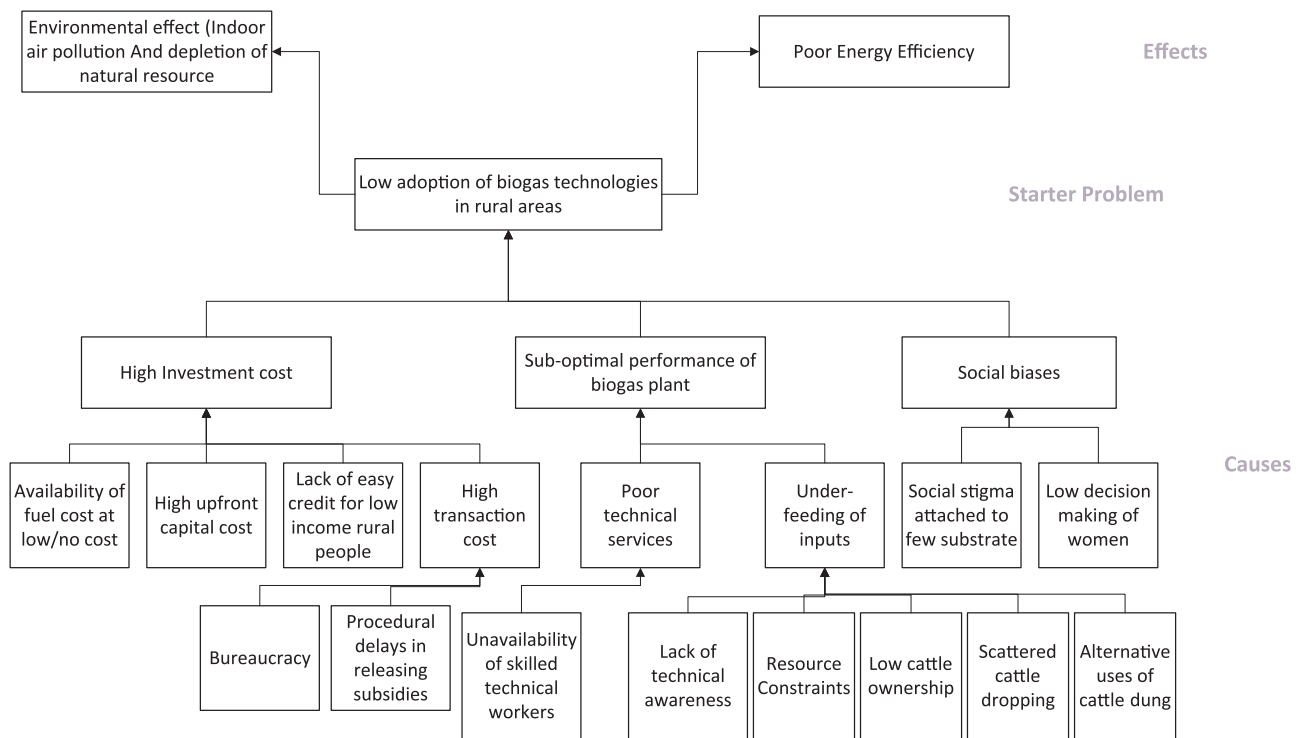 Environmental effect (Indoor
air pollution And depletion of
natural resource
Poor Energy Efficiency
Effects
Low adoption of biogas technologies
in rural areas
Starter Problem
High Investment cost
Sub-optimal performance of
biogas plant
Social biases
Causes
Availability of
fuel cost at
low/no cost
High upfront
capital cost
Lack of easy
credit for low
income rural
people
High
transaction
cost
Poor
technical
services
Under-
feeding of
inputs
Social stigma
attached to
few substrate
Low decision
making of
women
Bureaucracy
Procedural
delays in
releasing
subsidies
Unavailability
of skilled
technical
workers
Lack of
technical
awareness
Resource
Constraints
Low cattle
ownership
Scattered
cattle
dropping
Alternative
uses of
cattle dung